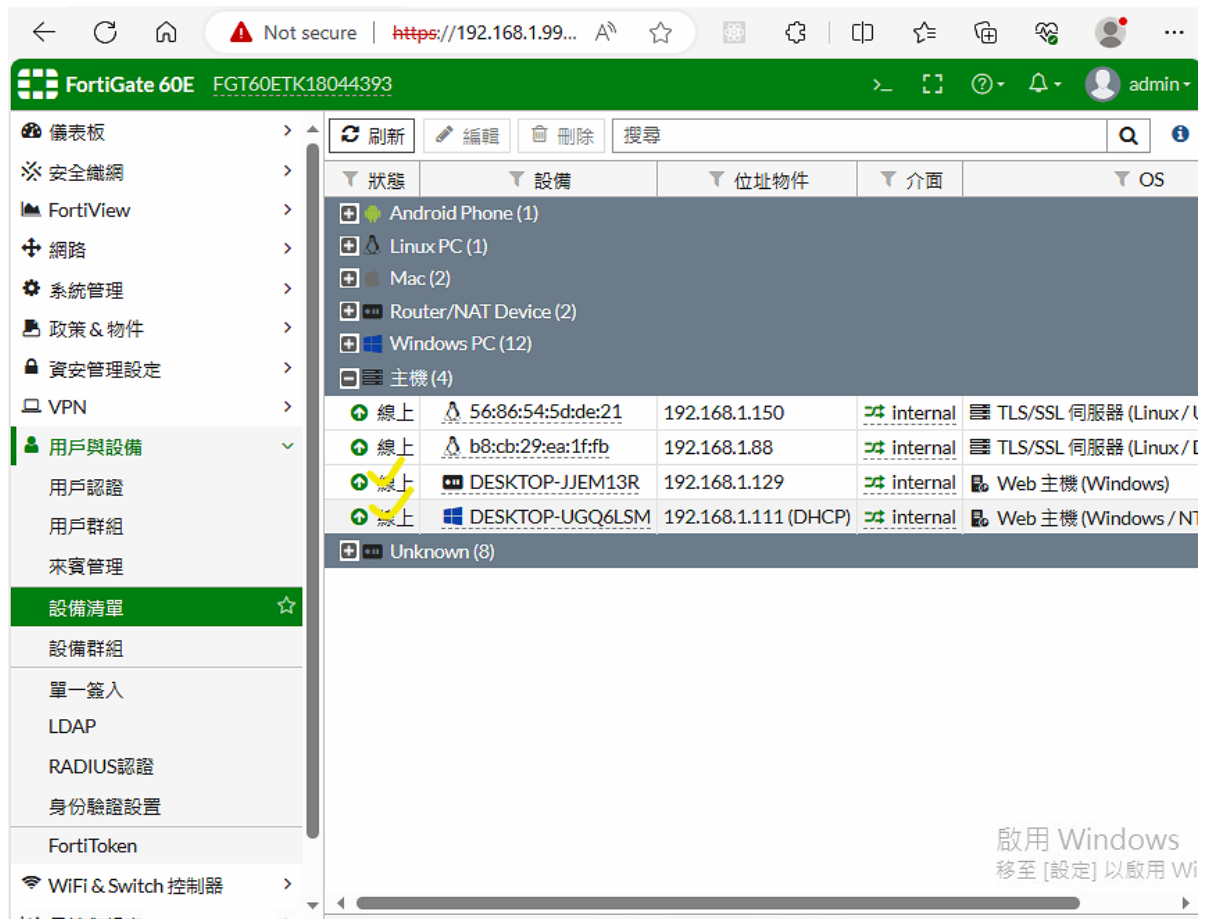 Not secure | https://192.168.1.99...
FortiGate 60E FGT60ETK18044393
admin
儀表板
安全織網
FortiView
網路
系統管理
政策 & 物件
資安管理設定
VPN
用戶與設備
用戶認證
用戶群組
來賓管理
設備清單
設備群組
單一簽入
LDAP
RADIUS認證
身份驗證設置
FortiToken
WiFi & Switch 控制器
刷新 編輯 刪除 搜尋
狀態 設備 位址物件 介面 OS
Android Phone (1)
Linux PC (1)
Mac (2)
Router/NAT Device (2)
Windows PC (12)
主機 (4)
線上 56:86:54:5d:de:21 192.168.1.150 internal TLS/SSL 伺服器 (Linux /
線上 b8:cb:29:ea:1f:fb 192.168.1.88 internal TLS/SSL 伺服器 (Linux /
線上 DESKTOP-JJEM13R 192.168.1.129 internal Web 主機 (Windows)
線上 DESKTOP-UGQ6LSM 192.168.1.111 (DHCP) internal Web 主機 (Windows / NT
Unknown (8)
啟用 Windows
移至 [設定] 以啟用 Wi